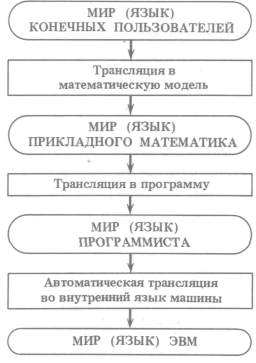 МИР (ЯЗЫК)
КОНЕЧНЫХ ПОЛЬЗОВАТЕЛЕЙ
Трансляция в
математическую модель
МИР (ЯЗЫК)
ПРИКЛАДНОГО МАТЕМАТИКА
Трансляция в программу
МИР (ЯЗЫК)
ПРОГРАММИСТА
Автоматическая трансляция
во внутренний язык машины
МИР (ЯЗЫК) ЭВМ